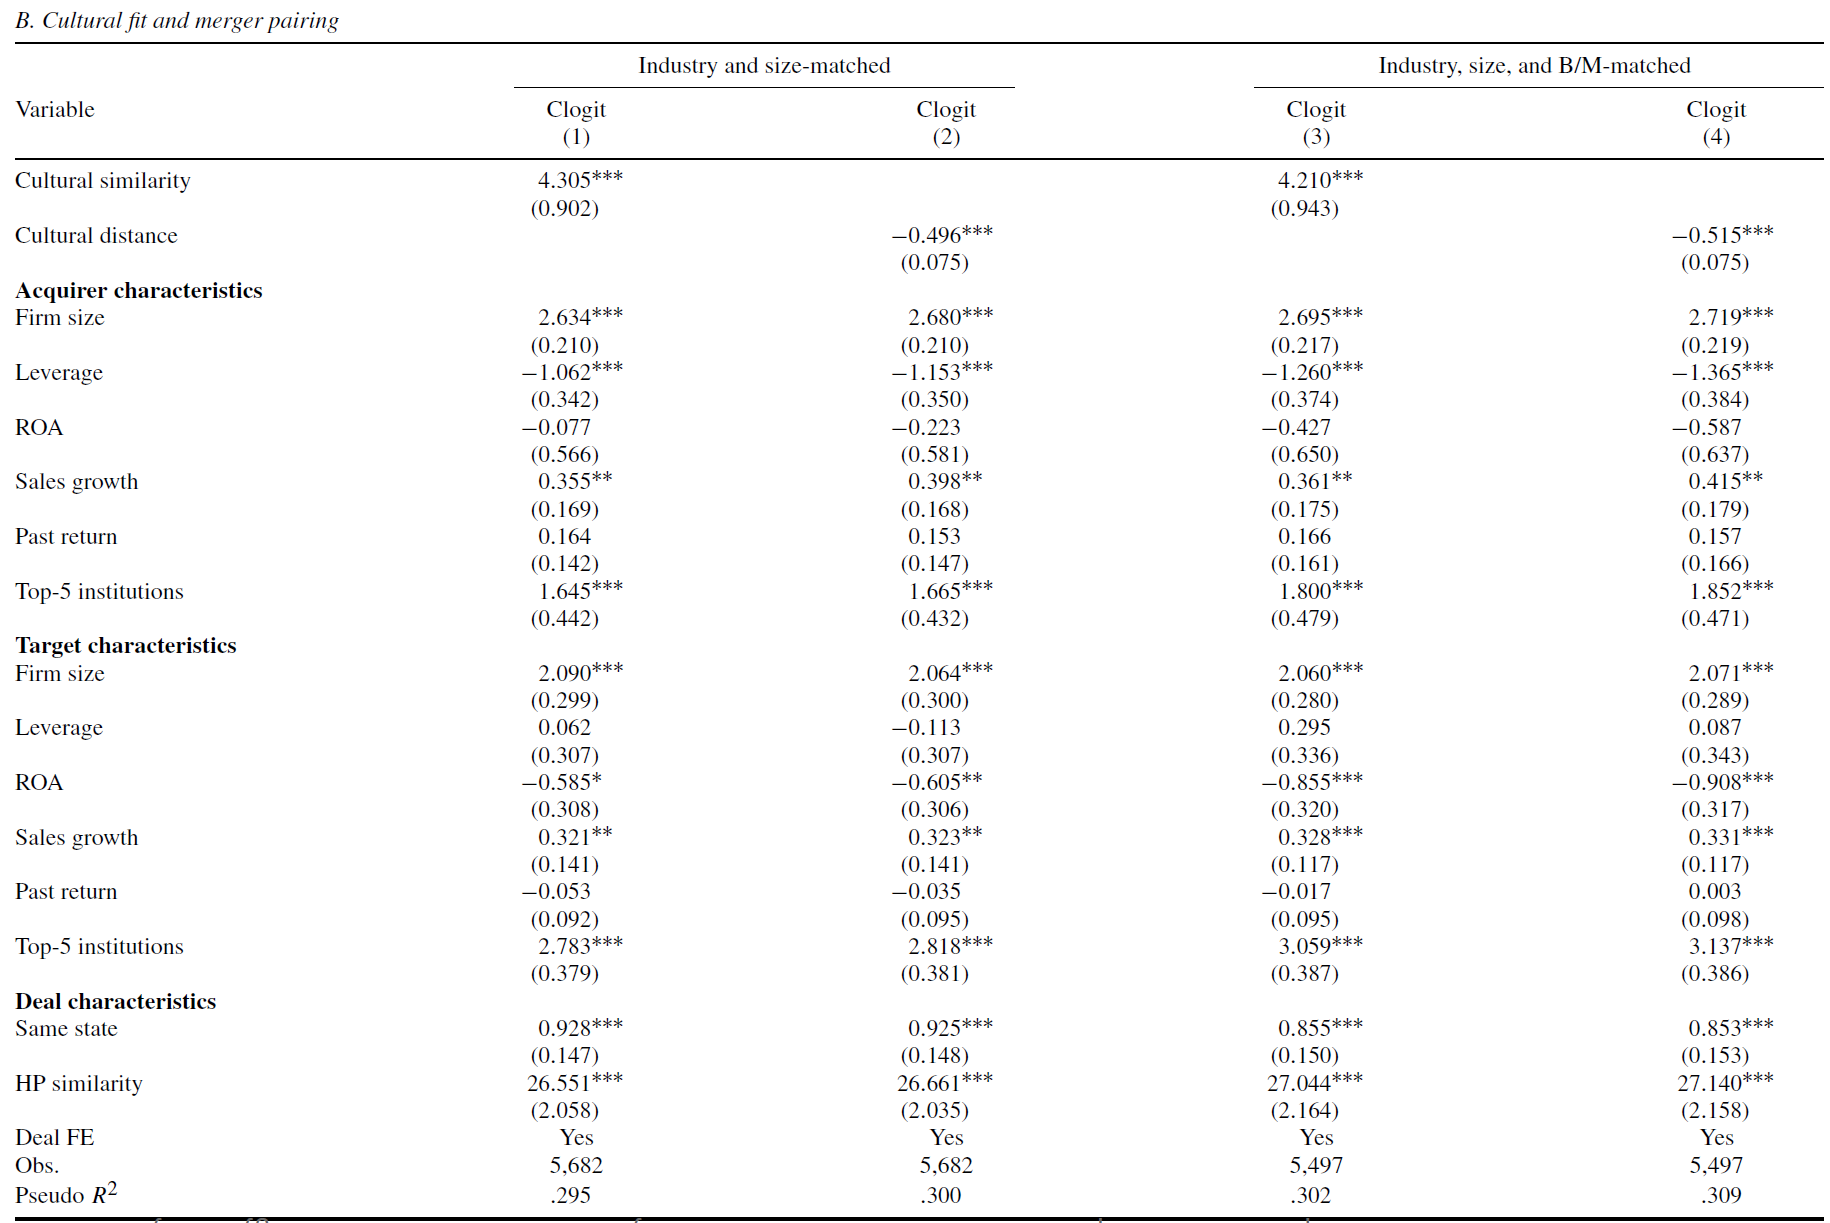 B. Cultural fit and merger pairing
Industry and size-matched Industry, size, and B/M-matched
Variable Clogit Clogit Clogit Clogit
(1) (2) (3) (4)
Cultural similarity 4.305*** 4.210***
(0.902) (0.943)
Cultural distance −0.496*** −0.515***
(0.075) (0.075)
Acquirer characteristics
Firm size 2.634*** 2.680*** 2.695*** 2.719***
(0.210) (0.210) (0.217) (0.219)
Leverage −1.062*** −1.153*** −1.260*** −1.365***
(0.342) (0.350) (0.374) (0.384)
ROA −0.077 −0.223 −0.427 −0.587
(0.566) (0.581) (0.650) (0.637)
Sales growth 0.355** 0.398** 0.361** 0.415**
(0.169) (0.168) (0.175) (0.179)
Past return 0.164 0.153 0.166 0.157
(0.142) (0.147) (0.161) (0.166)
Top-5 institutions 1.645*** 1.665*** 1.800*** 1.852***
(0.442) (0.432) (0.479) (0.471)
Target characteristics
Firm size 2.090*** 2.064*** 2.060*** 2.071***
(0.299) (0.300) (0.280) (0.289)
Leverage 0.062 −0.113 0.295 0.087
(0.307) (0.307) (0.336) (0.343)
ROA −0.585* −0.605** −0.855*** −0.908***
(0.308) (0.306) (0.320) (0.317)
Sales growth 0.321** 0.323** 0.328*** 0.331***
(0.141) (0.141) (0.117) (0.117)
Past return −0.053 −0.035 −0.017 0.003
(0.092) (0.095) (0.095) (0.098)
Top-5 institutions 2.783*** 2.818*** 3.059*** 3.137***
(0.379) (0.381) (0.387) (0.386)
Deal characteristics
Same state 0.928*** 0.925*** 0.855*** 0.853***
(0.147) (0.148) (0.150) (0.153)
HP similarity 26.551*** 26.661*** 27.044*** 27.140***
(2.058) (2.035) (2.164) (2.158)
Deal FE Yes Yes Yes Yes
Obs. 5,682 5,682 5,497 5,497
Pseudo R² .295 .300 .302 .309